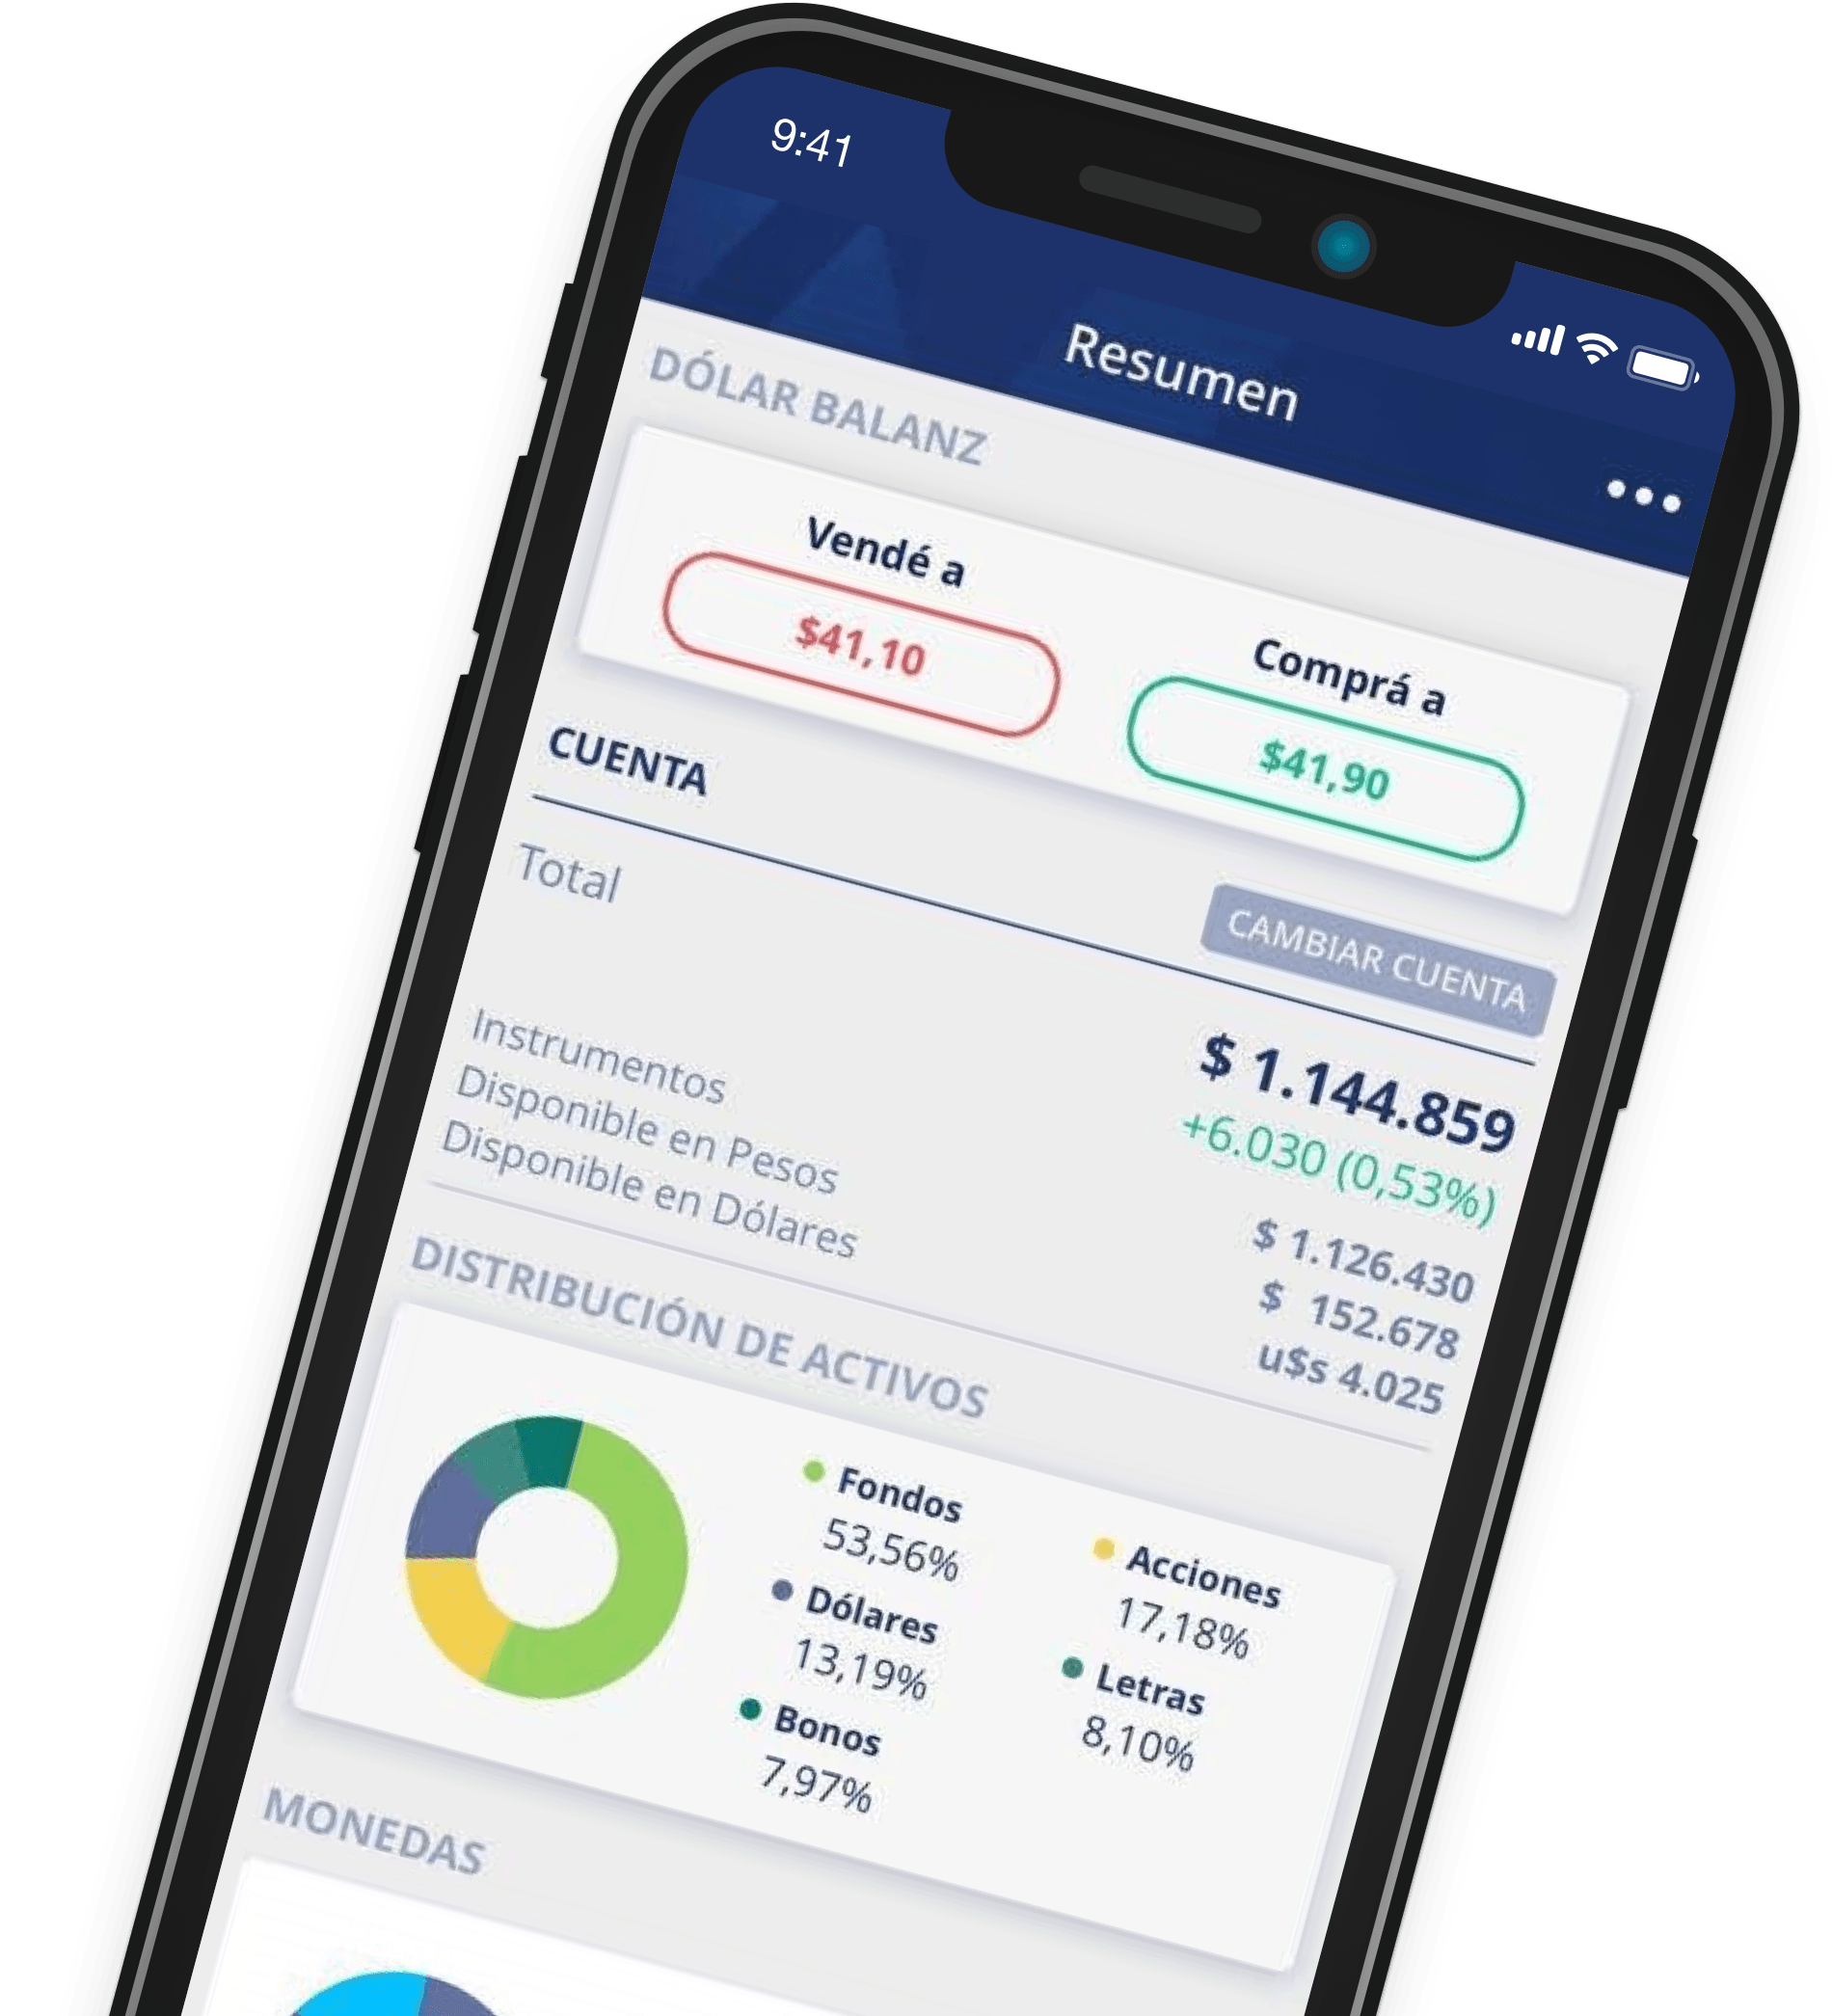 9:41
Resumen
DÓLAR BALANZ
Vendé a
$41,10
Comprá a
$41,90
CUENTA
CAMBIAR CUENTA
Total
$ 1.144.859
+6.030 (0,53%)
Instrumentos
$ 1.126.430
Disponible en Pesos
$ 152.678
Disponible en Dólares
u$s 4.025
DISTRIBUCIÓN DE ACTIVOS
Fondos
53,56%
Acciones
17,18%
Dólares
13,19%
Letras
8,10%
Bonos
7,97%
MONEDAS